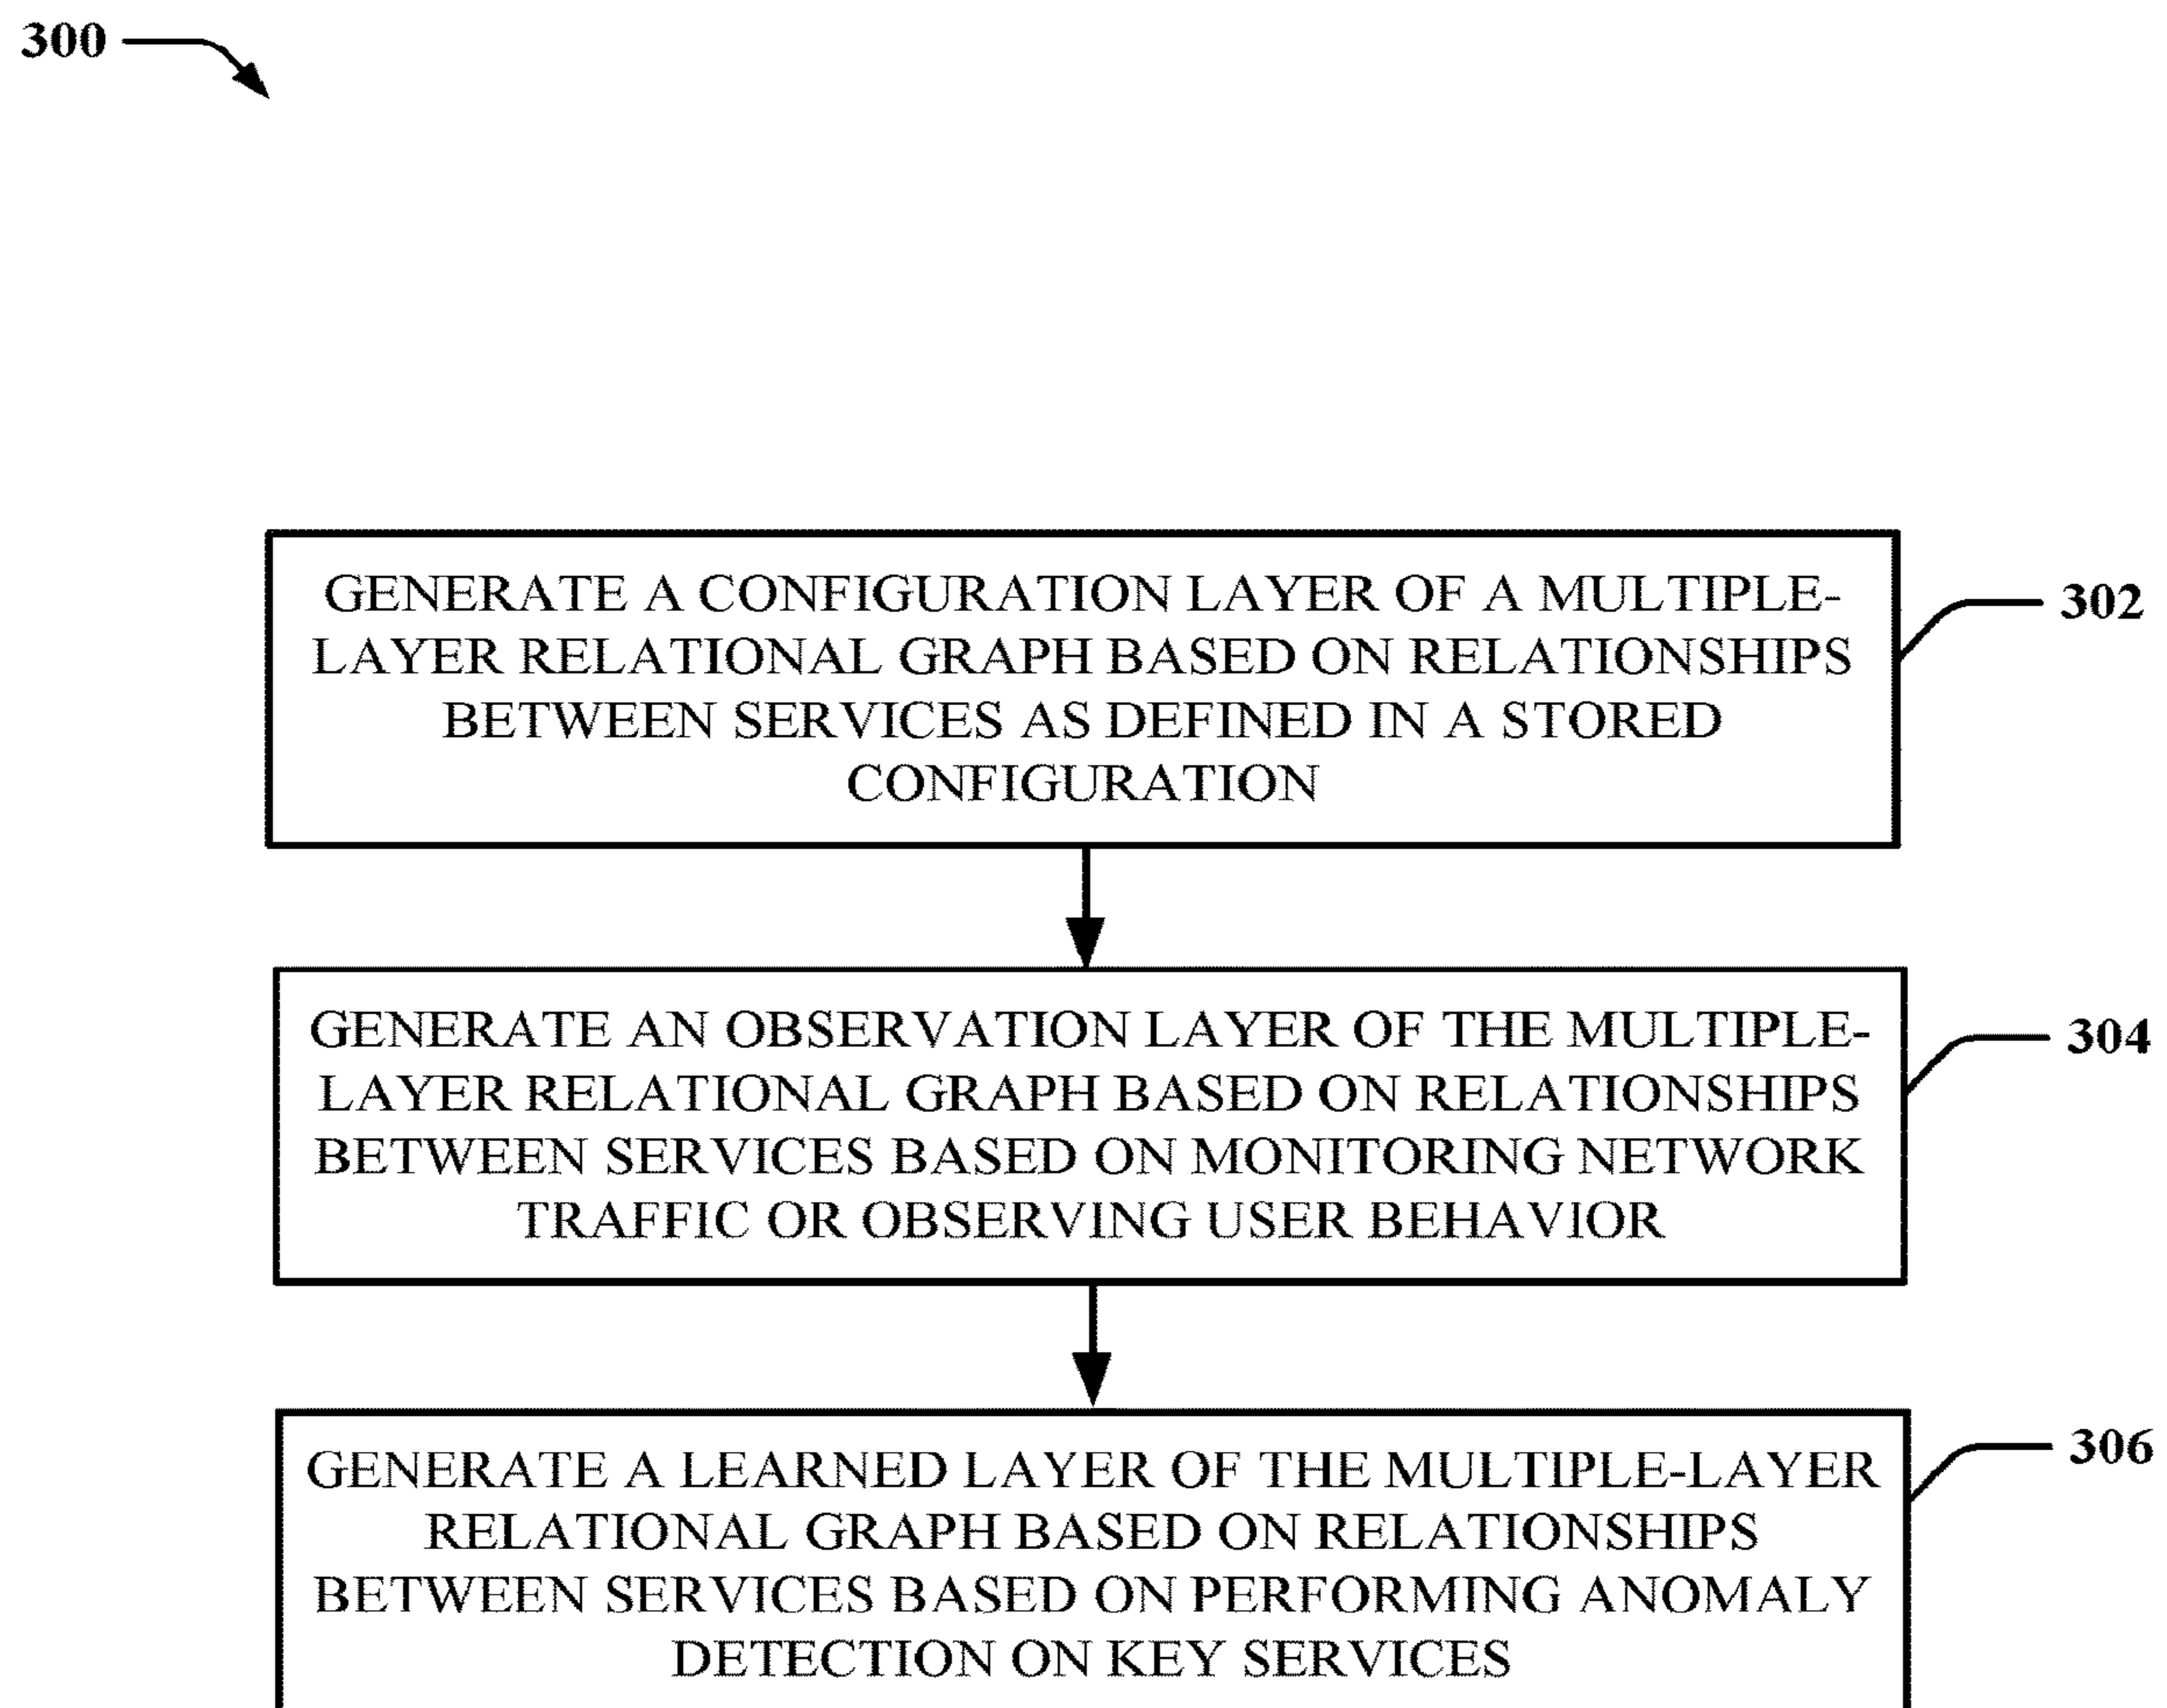 300
GENERATE A CONFIGURATION LAYER OF A MULTIPLE-
LAYER RELATIONAL GRAPH BASED ON RELATIONSHIPS
BETWEEN SERVICES AS DEFINED IN A STORED
CONFIGURATION
302
GENERATE AN OBSERVATION LAYER OF THE MULTIPLE-
LAYER RELATIONAL GRAPH BASED ON RELATIONSHIPS
BETWEEN SERVICES BASED ON MONITORING NETWORK
TRAFFIC OR OBSERVING USER BEHAVIOR
304
GENERATE A LEARNED LAYER OF THE MULTIPLE-LAYER
RELATIONAL GRAPH BASED ON RELATIONSHIPS
BETWEEN SERVICES BASED ON PERFORMING ANOMALY
DETECTION ON KEY SERVICES
306